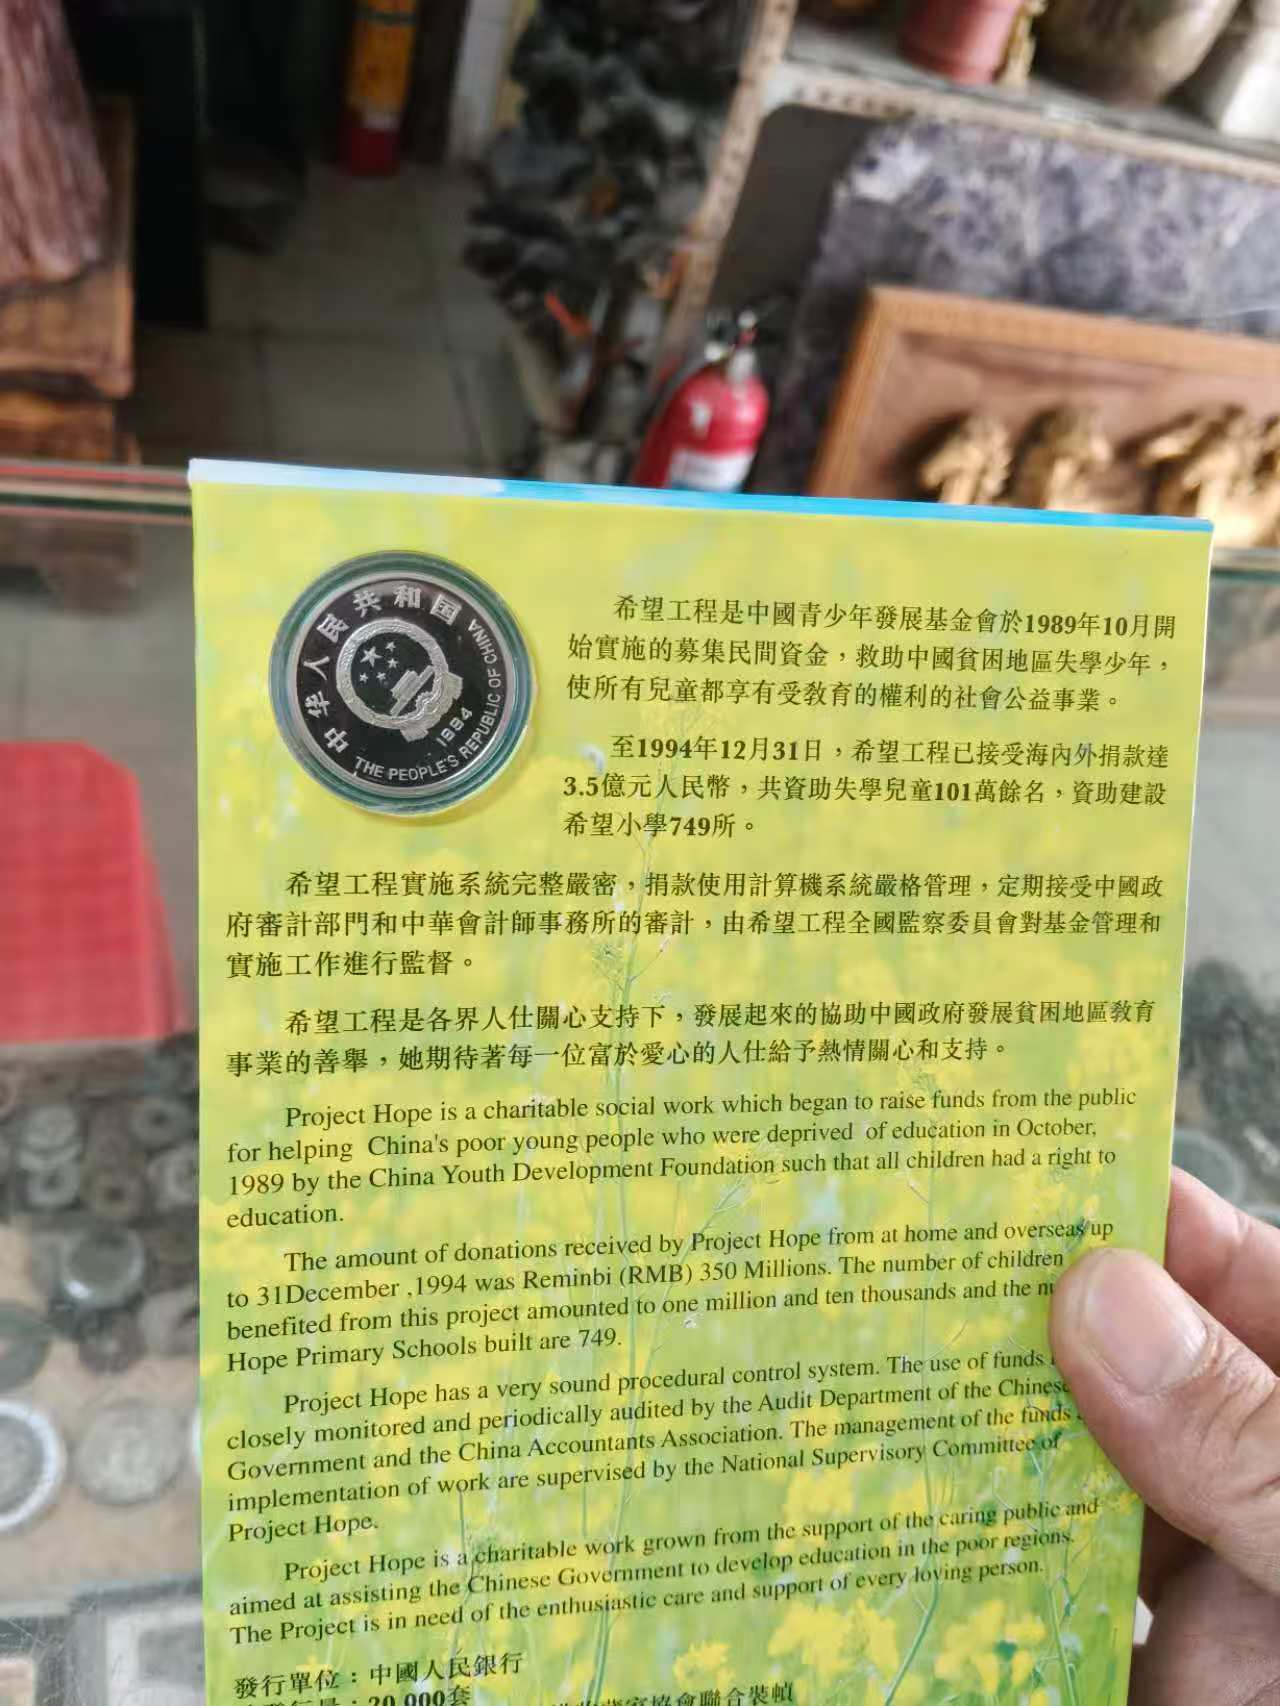 中华人民共和国
THE PEOPLE'S REPUBLIC OF CHINA
1994
希望工程是中國青少年發展基金會於1989年10月開
始實施的募集民間資金，救助中國貧困地區失學少年，
使所有兒童都享有受教育的權利的社會公益事業。
至1994年12月31日，希望工程已接受海內外捐款達
3.5億元人民幣，共資助失學兒童101萬餘名，資助建設
希望小學749所。
希望工程實施系統完整嚴密，捐款使用計算機系統嚴格管理，定期接受中國政
府審計部門和中華會計師事務所的審計，由希望工程全國監察委員會對基金管理和
實施工作進行監督。
希望工程是各界人仕關心支持下，發展起來的協助中國政府發展貧困地區教育
事業的善舉，她期待著每一位富於愛心的人仕給予熱情關心和支持。
Project Hope is a charitable social work which began to raise funds from the public
for helping China's poor young people who were deprived of education in October,
1989 by the China Youth Development Foundation such that all children had a right to
education.
The amount of donations received by Project Hope from at home and overseas up
to 31December ,1994 was Reminbi (RMB) 350 Millions. The number of children
benefited from this project amounted to one million and ten thousands and the
Hope Primary Schools built are 749.
Project Hope has a very sound procedural control system. The use of funds
closely monitored and periodically audited by the Audit Department of the Chinese
Government and the China Accountants Association. The management of the funds
implementation of work are supervised by the National Supervisory Committee of
Project Hope.
Project Hope is a charitable work grown from the support of the caring public and
aimed at assisting the Chinese Government to develop education in the poor regions.
The Project is in need of the enthusiastic care and support of every loving person.
發行單位：中國人民銀行
發行量：20,000套
協會聯合裝幀